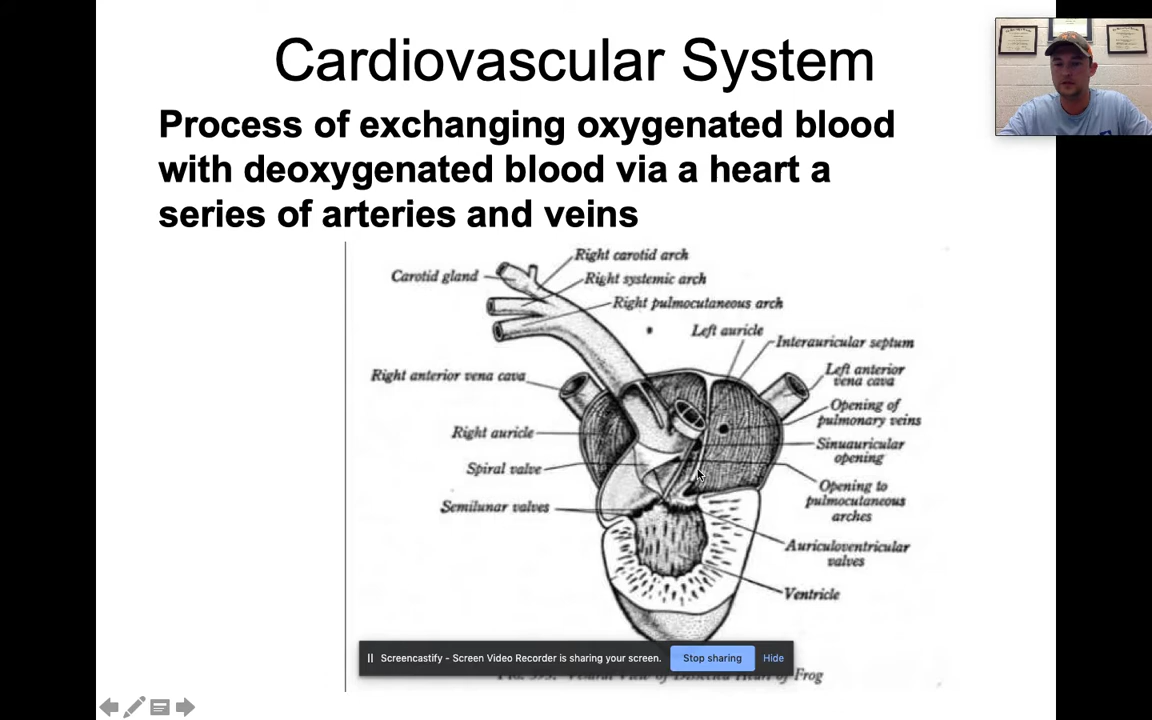 Cardiovascular System
Process of exchanging oxygenated blood
with deoxygenated blood via a heart a
series of arteries and veins
Right carotid arch
Carotid gland
Right systemic arch
Right pulmocutaneous arch
Left auricle
Interauricular septum
Right anterior vena cava
Left anterior
vena cava
Opening of
pulmonary veins
Right auricle
Sinuauricular
opening
Spiral valve
Opening to
pulmocutaneous
arches
Semilunar valves
Auriculoventricular
valves
Ventricle
Screencastify - Screen Video Recorder is sharing your screen.
Stop sharing
Hide
Frog